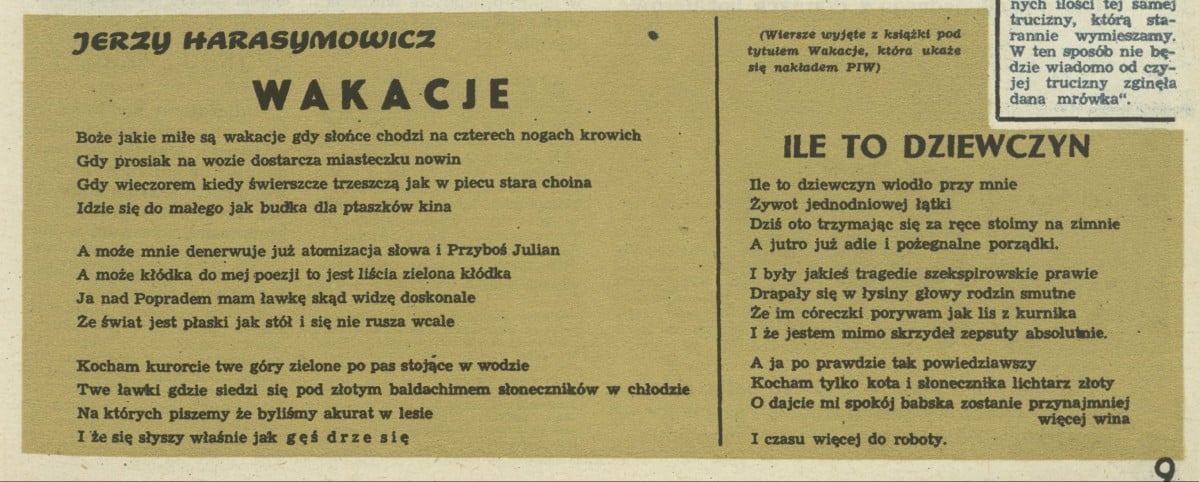 JERZY HARASYMOWICZ
WAKACJE
Boże jakie miłe są wakacje gdy słońce chodzi na czterech nogach krowich
Gdy prosiak na wozie dostarcza miasteczku nowin
Gdy wieczorem kiedy świerszcze trzeszczą jak w piecu stara choina
Idzie się do małego jak budka dla ptaszków kina
A może mnie denerwuje już atomizacja słowa i Przyboś Julian
A może kłódka do mej poezji to jest liścia zielona kłódka
Ja nad Popradem mam ławkę skąd widzę doskonale
Że świat jest płaski jak stół i się nie rusza wcale
Kocham kurorcie twe góry zielone po pas stojące w wodzie
Twe ławki gdzie siedzi się pod złotym baldachimem słoneczników w chłodzie
Na których piszemy że byliśmy akurat w lesie
I że się słyszy właśnie jak gęś drze się
(Wiersze wyjęte z książki pod
tytułem Wakacje, która ukaże
się nakładem PIW)
ILE TO DZIEWCZYN
Ile to dziewczyn wiodło przy mnie
Żywot jednodniowej łątki
Dziś oto trzymając się za ręce stoimy na zimnie
A jutro już adie i pożegnalne porządki.
I były jakieś tragedie szekspirowskie prawie
Drapały się w łysiny głowy rodzin smutne
Że im córeczki porywam jak lis z kurnika
I że jestem mimo skrzydeł zepsuty absolutnie.
A ja po prawdzie tak powiedziawszy
Kocham tylko kota i słonecznika lichtarz złoty
O dajcie mi spokój babska zostanie przynajmniej
więcej wina
I czasu więcej do roboty.
nych ilości tej samej
trucizny, którą sta-
rannie wymieszamy.
W ten sposób nie bę-
dzie wiadomo od czy-
jej trucizny zginęła
dana mrówka“.
9